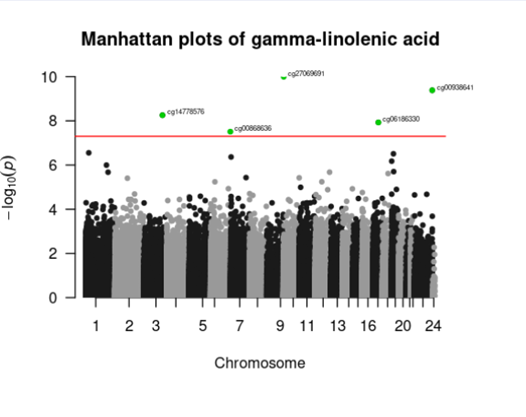 Manhattan plots of gamma-linolenic acid
−log10(p)
10
8
6
4
2
0
cg27069691
cg00938641
cg14778576
cg06186330
cg00868636
1 2 3 5 7 9 11 13 16 20 24
Chromosome